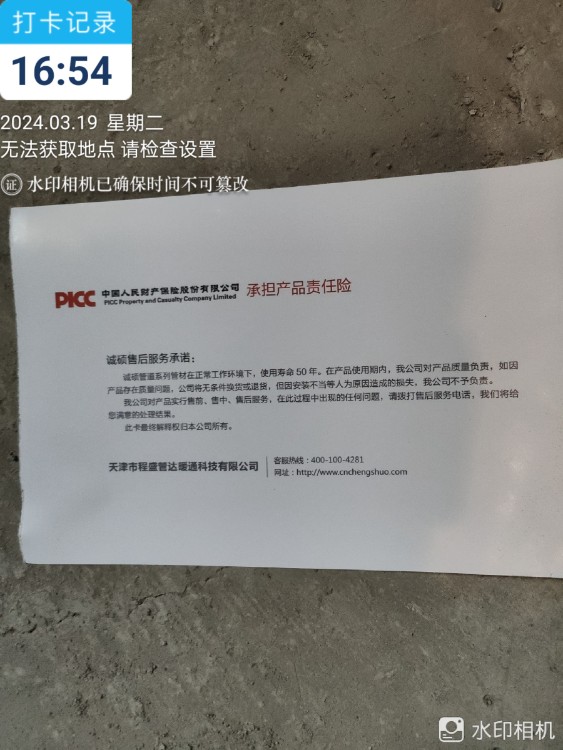 打卡记录
16:54
2024.03.19 星期二
无法获取地点 请检查设置
证 水印相机已确保时间不可篡改
PICC 中国人民财产保险股份有限公司 承担产品责任险
PICC Property and Casualty Company Limited
诚硕售后服务承诺：
诚硕管道系列管材在正常工作环境下，使用寿命 50 年。在产品使用期内，我公司对产品质量负责，如因
产品存在质量问题，公司将无条件换货或退货，但因安装不当等人为原因造成的损失，我公司不予负责。
我公司对产品实行售前、售中、售后服务，在此过程中出现的任何问题，请拨打售后服务电话，我们将给
您满意的处理结果。
此卡最终解释权归本公司所有。
天津市程盛管达暖通科技有限公司
客服热线：400-100-4281
网址：http://www.cnchengshuo.com
水印相机